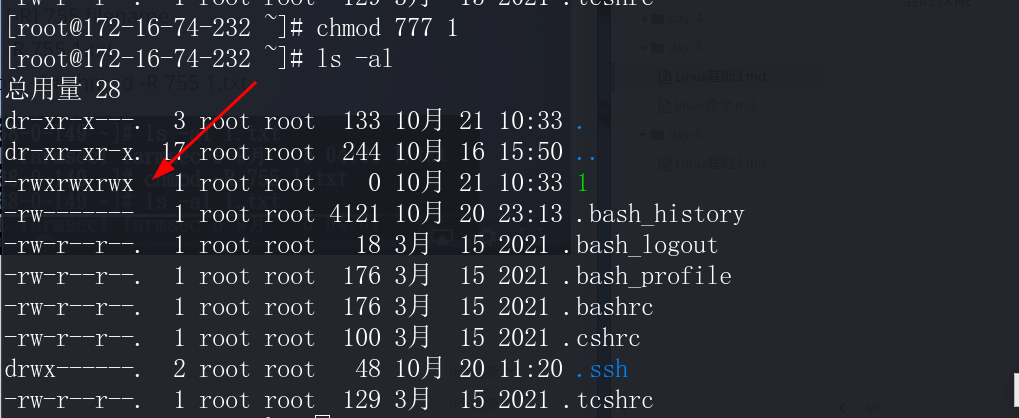 [root@172-16-74-232 ~]# chmod 777 1
[root@172-16-74-232 ~]# ls -al
总用量 28
dr-xr-x---.  3 root root  133 10月 21 10:33 .
dr-xr-xr-x. 17 root root  244 10月 16 15:50 ..
-rwxrwxrwx   1 root root    0 10月 21 10:33 1
-rw-------   1 root root 4121 10月 20 23:13 .bash_history
-rw-r--r--.  1 root root   18 3月  15 2021 .bash_logout
-rw-r--r--.  1 root root  176 3月  15 2021 .bash_profile
-rw-r--r--.  1 root root  176 3月  15 2021 .bashrc
-rw-r--r--.  1 root root  100 3月  15 2021 .cshrc
drwx------.  2 root root   48 10月 20 11:20 .ssh
-rw-r--r--.  1 root root  129 3月  15 2021 .tcshrc